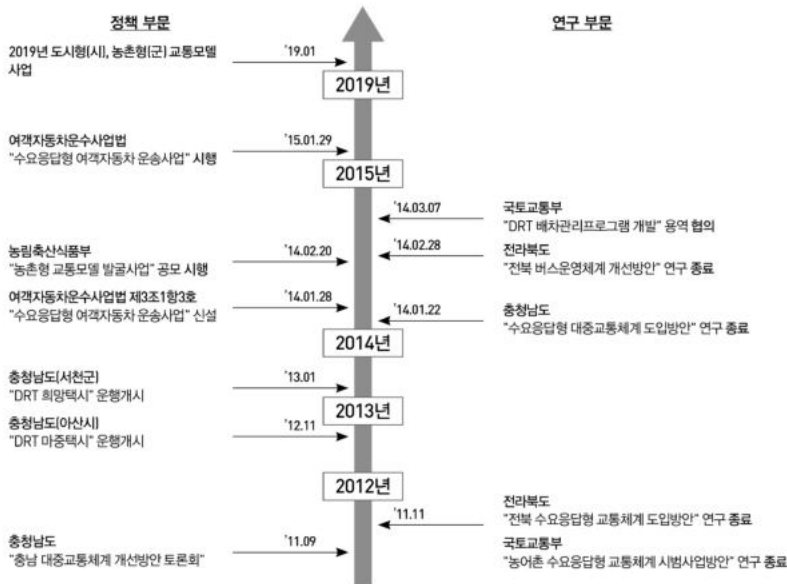 정책 부문
연구 부문
2019년 도시형(시), 농촌형(군) 교통모델
사업
'19.01
2019년
여객자동차운수사업법
"수요응답형 여객자동차 운송사업" 시행
'15.01.29
2015년
'14.03.07
국토교통부
"DRT 배차관리프로그램 개발" 용역 협의
농림축산식품부
"농촌형 교통모델 발굴사업" 공모 시행
'14.02.20
'14.02.28
전라북도
"전북 버스운영체계 개선방안" 연구 종료
여객자동차운수사업법 제3조1항3호
"수요응답형 여객자동차 운송사업" 신설
'14.01.28
'14.01.22
충청남도
"수요응답형 대중교통체계 도입방안" 연구 종료
2014년
충청남도(서천군)
"DRT 희망택시" 운행개시
'13.01
2013년
충청남도(아산시)
"DRT 마중택시" 운행개시
'12.11
2012년
'11.11
전라북도
"전북 수요응답형 교통체계 도입방안" 연구 종료
국토교통부
"농어촌 수요응답형 교통체계 시범사업방안" 연구 종료
충청남도
"충남 대중교통체계 개선방안 토론회"
'11.09